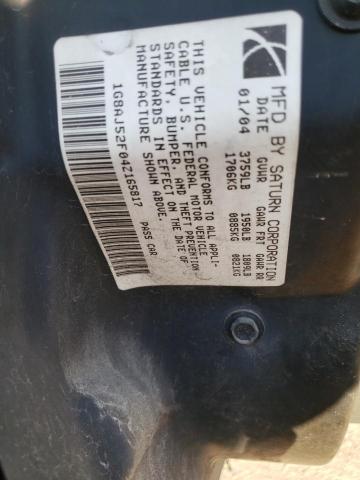 MFD BY SATURN CORPORATION
DATE GVWR GAWR FRT GAWR RR
01/04 3759LB 1950LB 1809LB
1706KG 0885KG 0821KG
THIS VEHICLE CONFORMS TO ALL APPLI-
CABLE U.S. FEDERAL MOTOR VEHICLE
SAFETY, BUMPER, AND THEFT PREVENTION
STANDARDS IN EFFECT ON THE DATE OF
MANUFACTURE SHOWN ABOVE.
1G8AJ52F04Z165817 PASS CAR